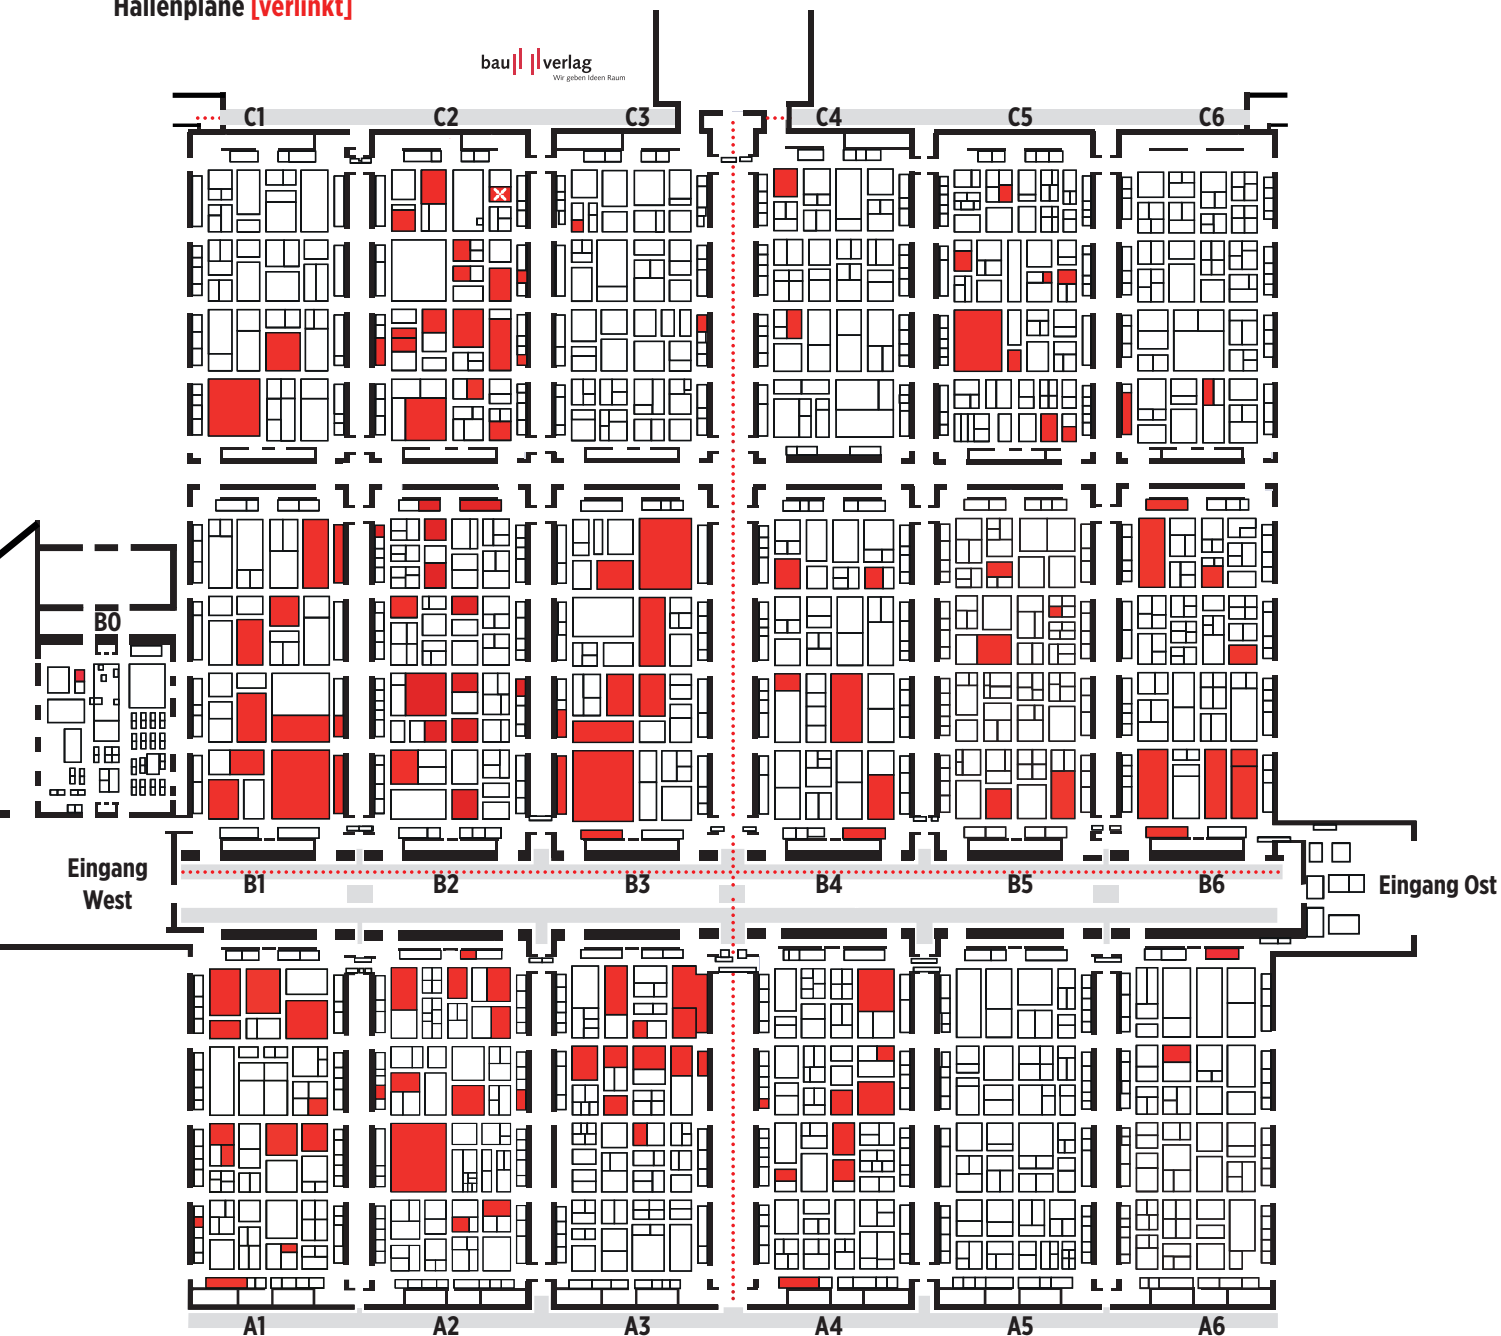 Hallenpläne [verlinkt]
bau verlag
Wir geben Ideen Raum
C1 C2 C3 C4 C5 C6
B0
Eingang West
B1 B2 B3 B4 B5 B6
Eingang Ost
A1 A2 A3 A4 A5 A6